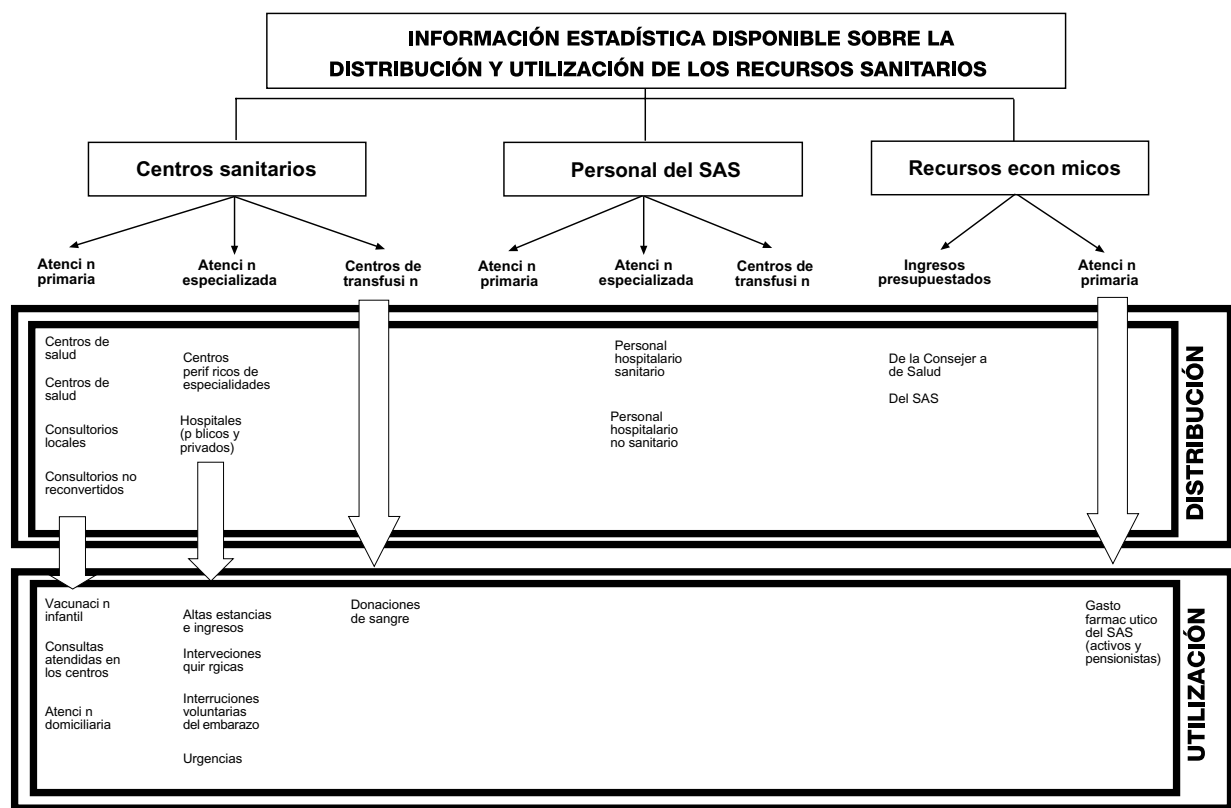 INFORMACIÓN ESTADÍSTICA DISPONIBLE SOBRE LA
DISTRIBUCIÓN Y UTILIZACIÓN DE LOS RECURSOS SANITARIOS
Centros sanitarios
Personal del SAS
Recursos econ micos
Atenci n
primaria
Atenci n
especializada
Centros de
transfusi n
Atenci n
primaria
Atenci n
especializada
Centros de
transfusi n
Ingresos
presupuestados
Atenci n
primaria
Centros de
salud
Centros de
salud
Consultorios
locales
Consultorios no
reconvertidos
Centros
perif ricos de
especialidades
Hospitales
(p blicos y
privados)
Personal
hospitalario
sanitario
Personal
hospitalario
no sanitario
De la Consejer a
de Salud
Del SAS
DISTRIBUCIÓN
Vacunaci n
infantil
Consultas
atendidas en
los centros
Atenci n
domiciliaria
Altas estancias
e ingresos
Interveciones
quir rgicas
Interruciones
voluntarias
del embarazo
Urgencias
Donaciones
de sangre
Gasto
farmac utico
del SAS
(activos y
pensionistas)
UTILIZACIÓN